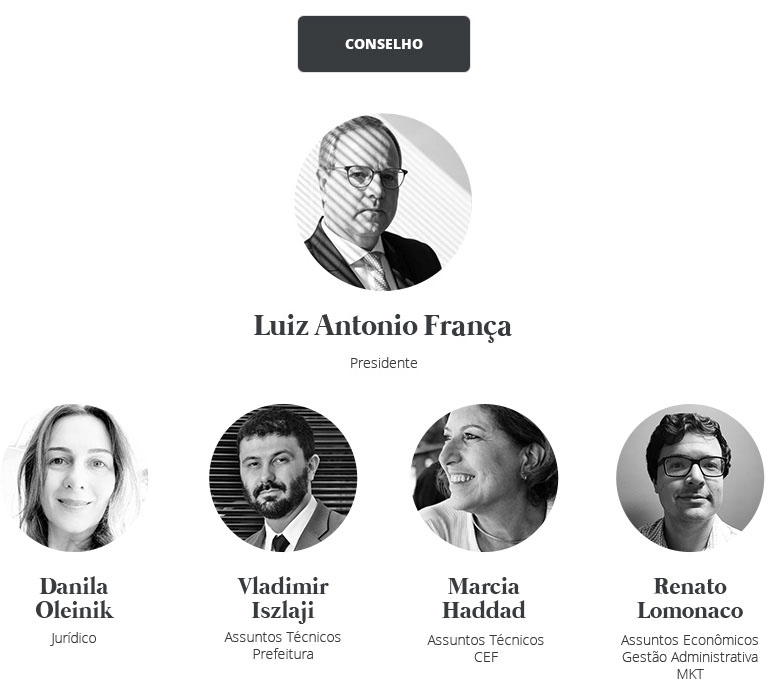 CONSELHO
Luiz Antonio França
Presidente
Danila
Oleinik
Jurídico
Vladimir
Iszlaji
Assuntos Técnicos
Prefeitura
Marcia
Haddad
Assuntos Técnicos
CEF
Renato
Lomonaco
Assuntos Econômicos
Gestão Administrativa
MKT